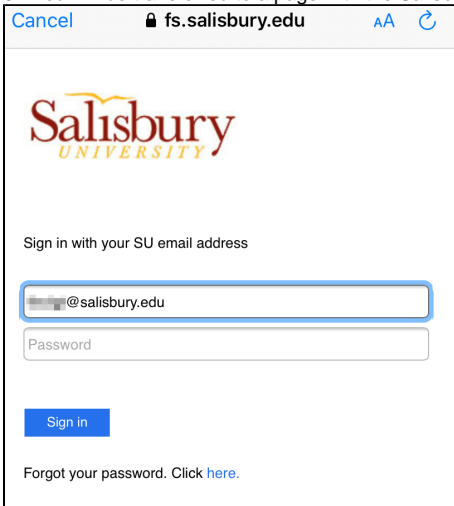 Cancel fs.salisbury.edu AA
Salisbury
UNIVERSITY
Sign in with your SU email address
@salisbury.edu
Password
Sign in
Forgot your password. Click here.